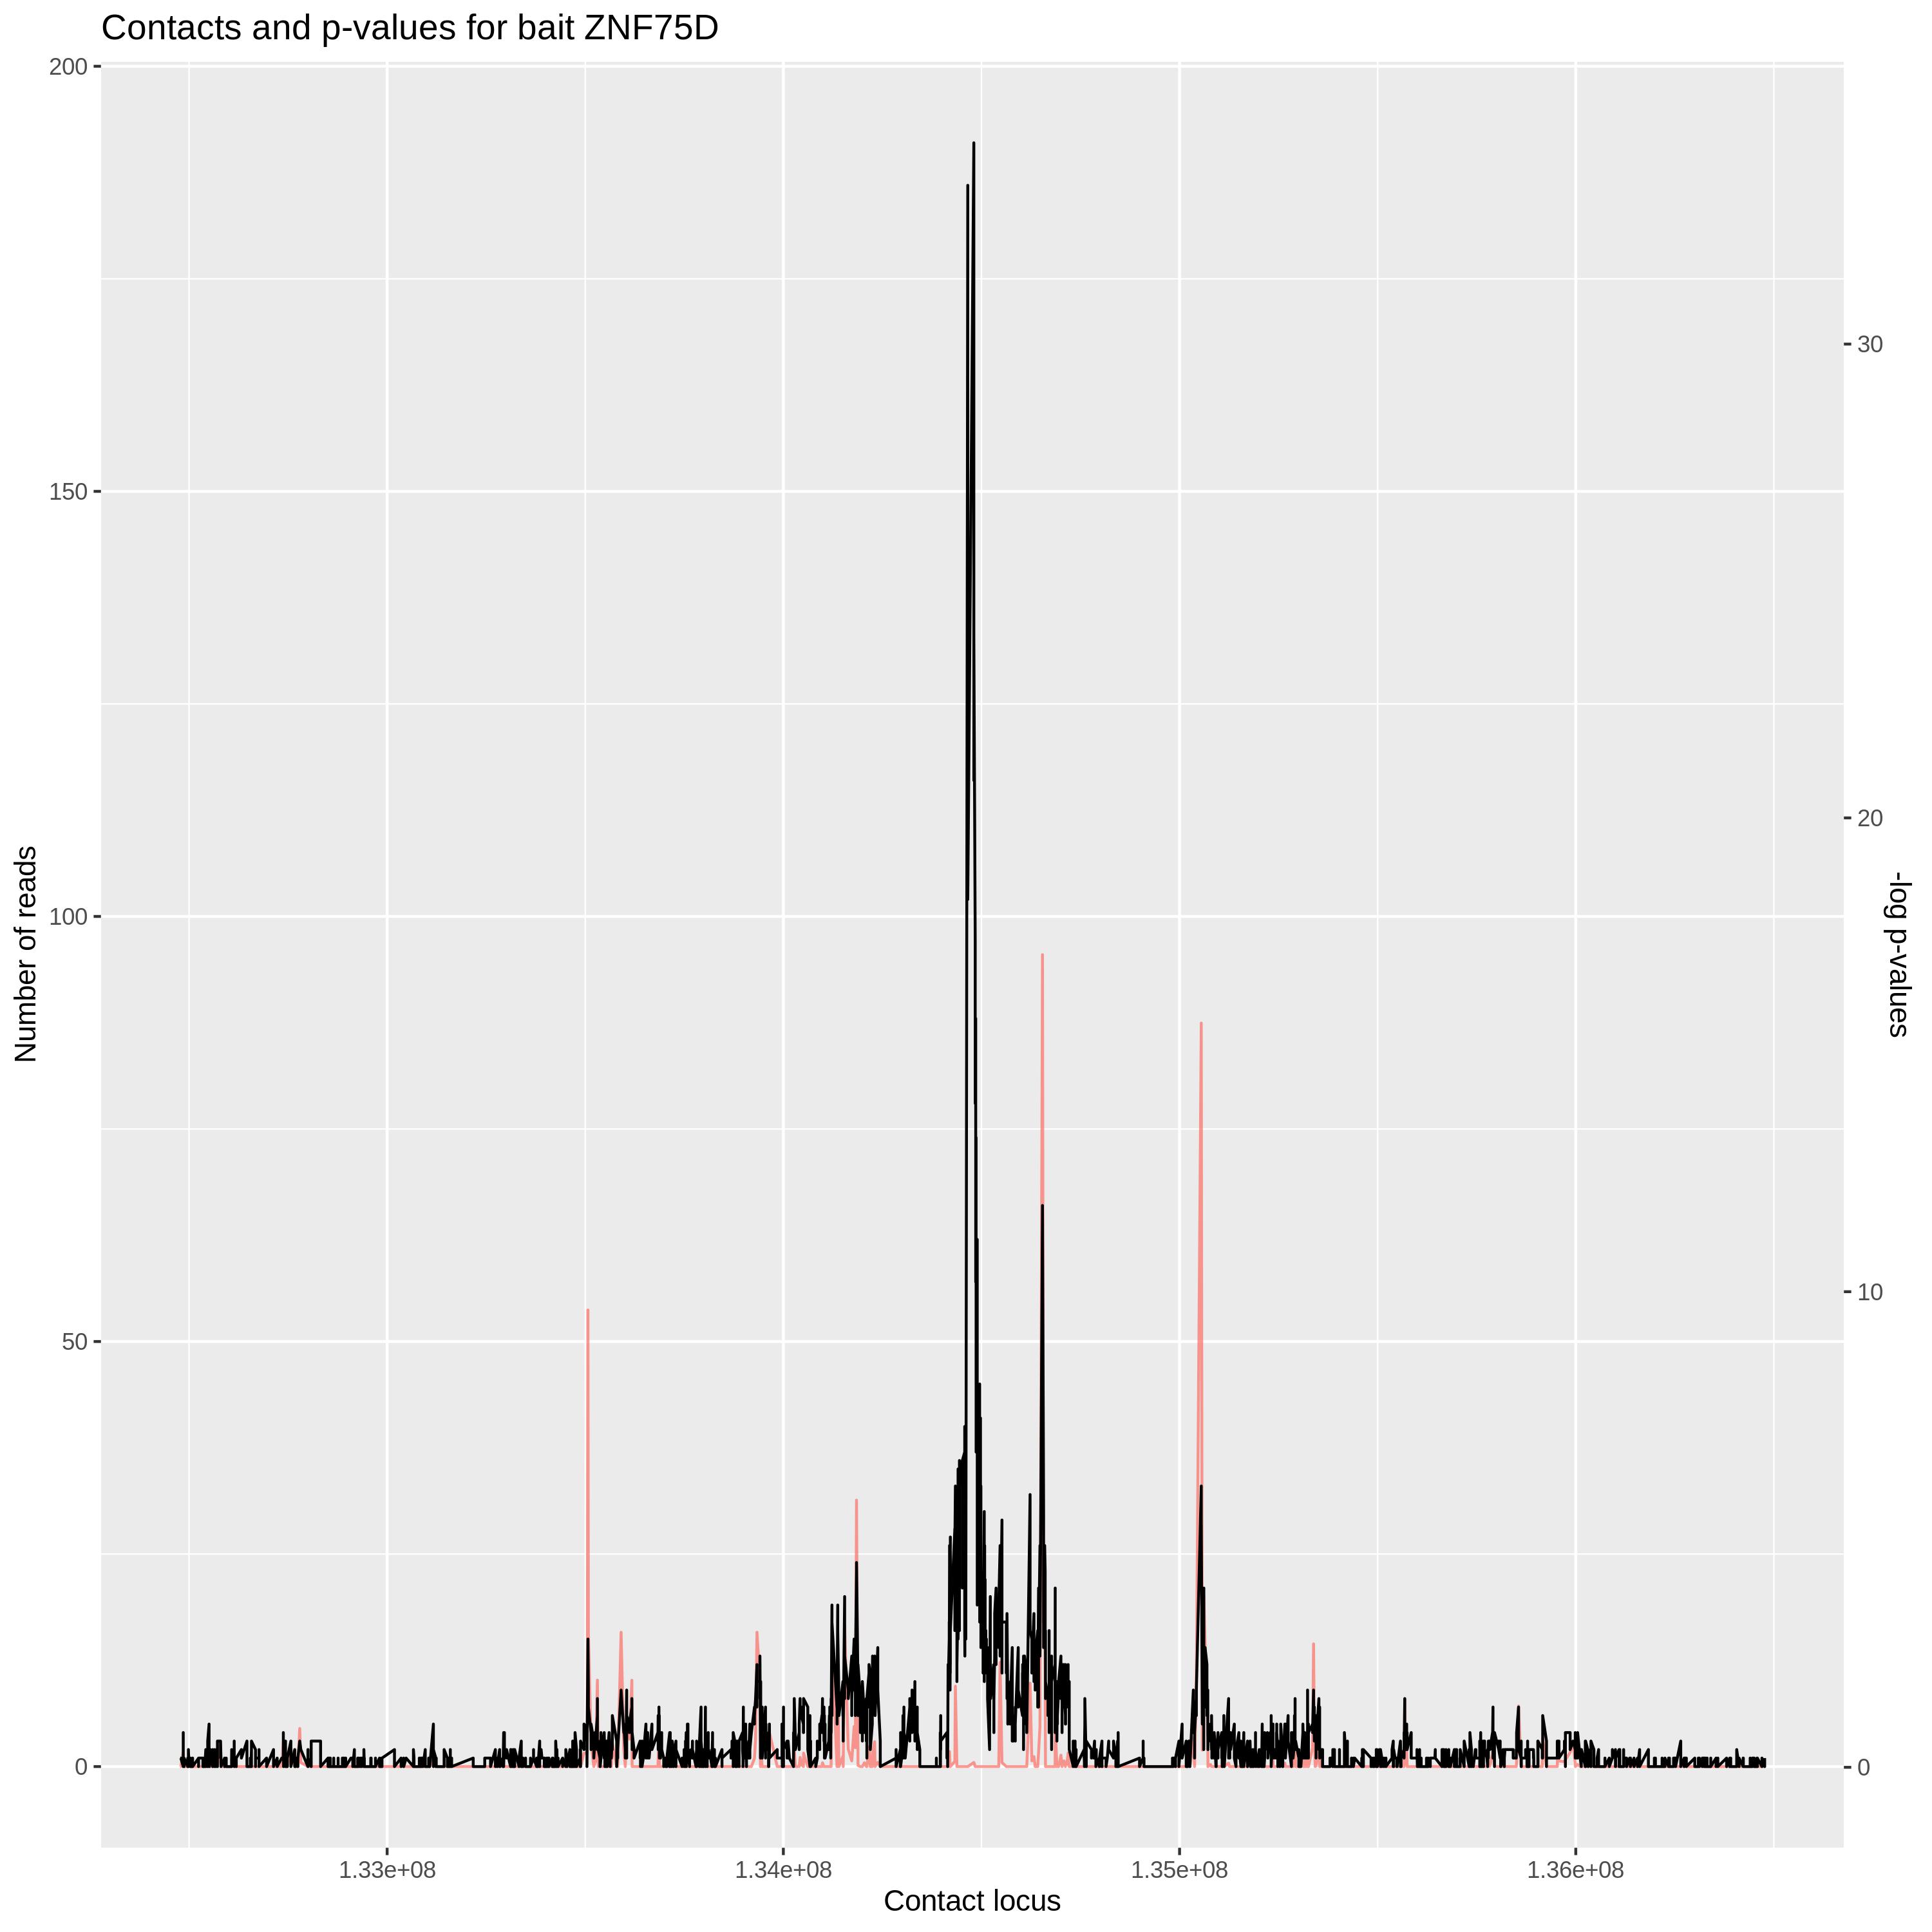 Contacts and p-values for bait ZNF75D
200
150
100
50
0
Number of reads
30
20
10
0
-log p-values
1.33e+08
1.34e+08
1.35e+08
1.36e+08
Contact locus